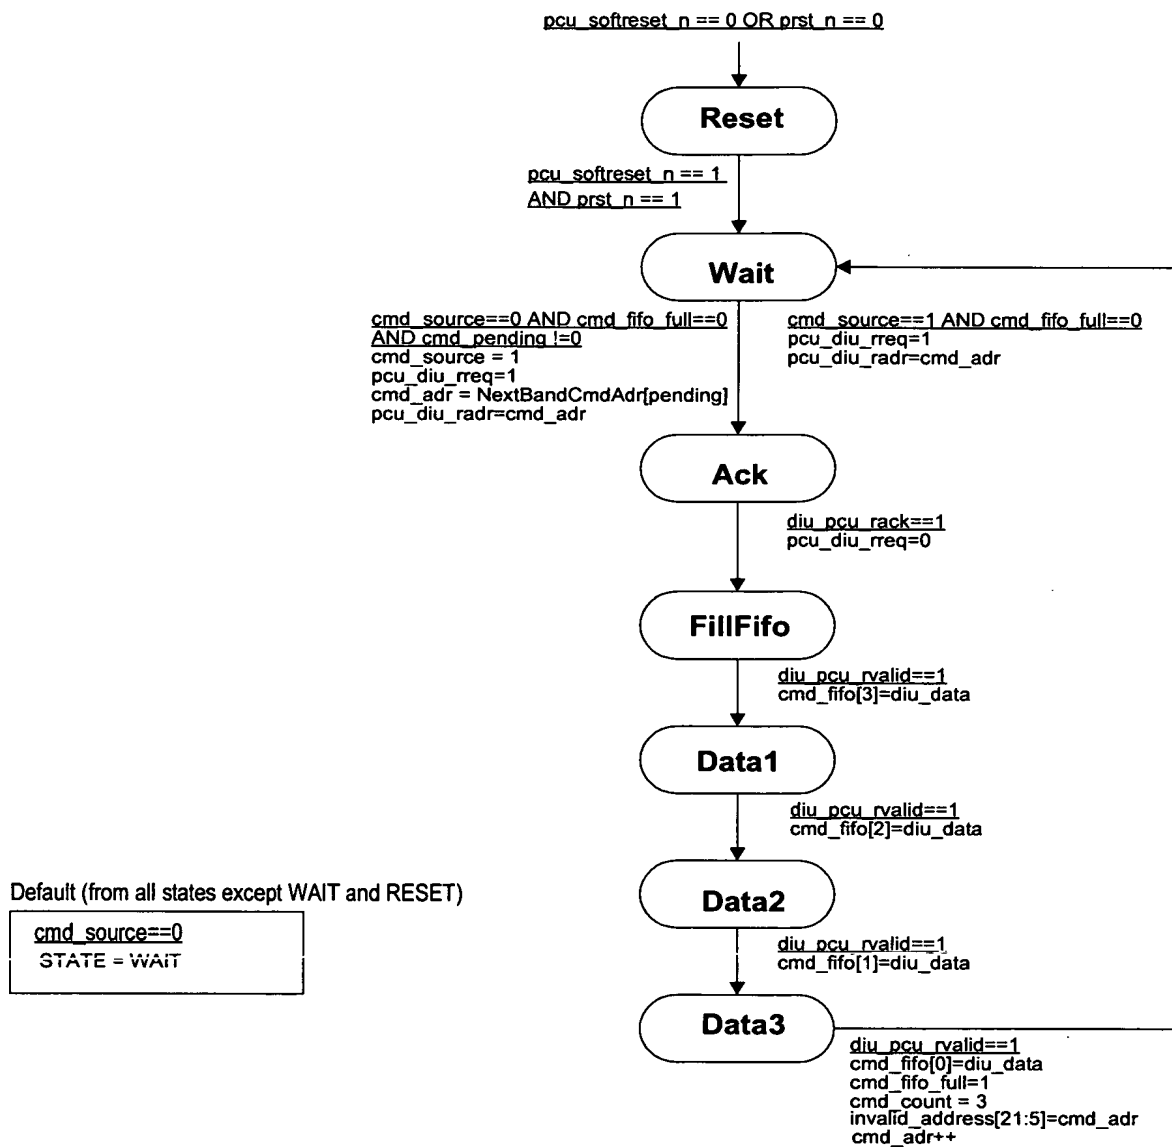 pcu_softreset_n == 0 OR prst_n == 0
Reset
pcu_softreset_n == 1
AND prst_n == 1
Wait
cmd_source==0 AND cmd_fifo_full==0
AND cmd_pending !=0
cmd_source = 1
pcu_diu_rreq=1
cmd_adr = NextBandCmdAdr[pending]
pcu_diu_radr=cmd_adr
cmd_source==1 AND cmd_fifo_full==0
pcu_diu_rreq=1
pcu_diu_radr=cmd_adr
Ack
diu_pcu_rack==1
pcu_diu_rreq=0
FillFifo
diu_pcu_rvalid==1
cmd_fifo[3]=diu_data
Data1
diu_pcu_rvalid==1
cmd_fifo[2]=diu_data
Data2
diu_pcu_rvalid==1
cmd_fifo[1]=diu_data
Data3
diu_pcu_rvalid==1
cmd_fifo[0]=diu_data
cmd_fifo_full=1
cmd_count = 3
invalid_address[21:5]=cmd_adr
cmd_adr++
Default (from all states except WAIT and RESET)
cmd_source==0
STATE = WAIT